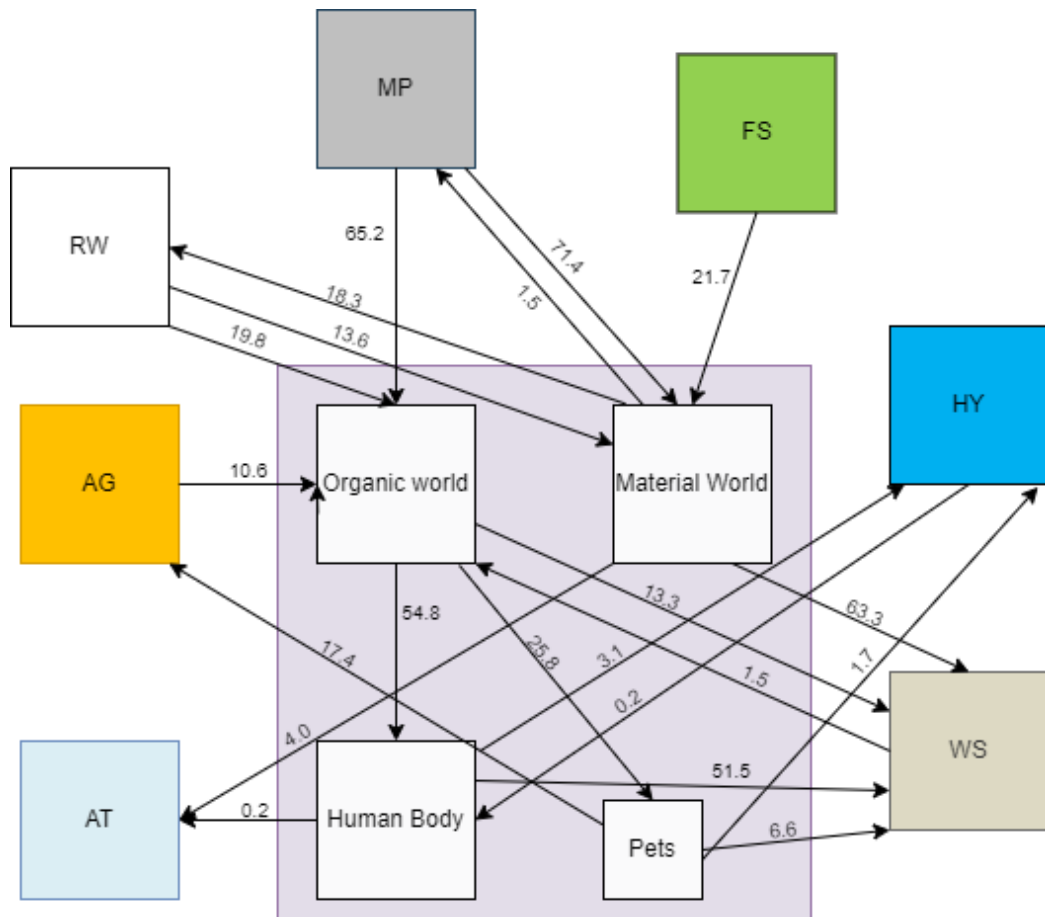 MP
FS
RW
65.2
71.4
1.5
21.7
18.3
13.6
19.8
HY
AG
10.6
Organic world
Material World
54.8
13.3
63.3
17.4
25.8
3.1
1.7
0.2
1.5
4.0
WS
51.5
AT
0.2
Human Body
Pets
6.6